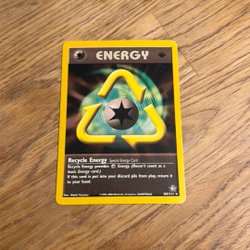 ENERGY
Recycle Energy Special Energy Card
Recycle Energy provides Energy. (Doesn't count as a
basic Energy card.)
If this card is put into your discard pile from play, return it
to your hand.